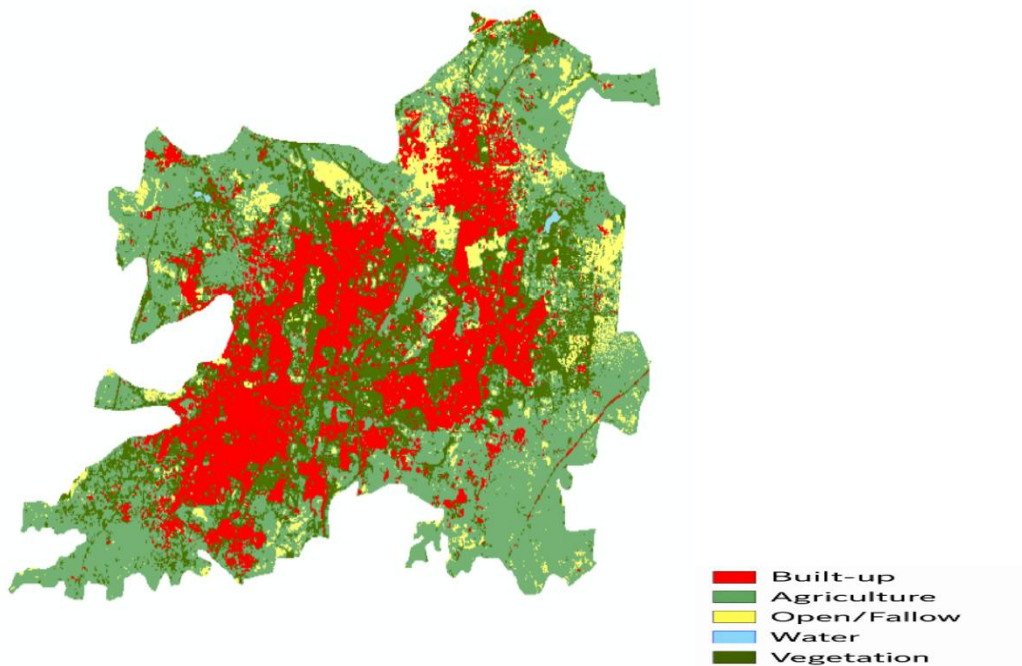 Built-up
Agriculture
Open/Fallow
Water
Vegetation